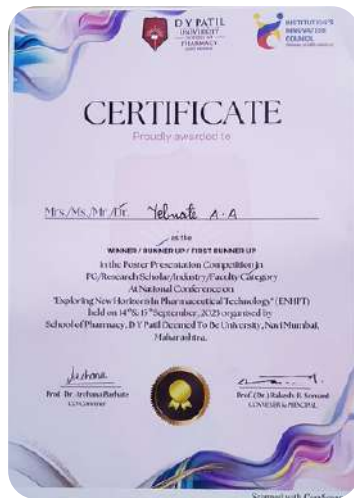 D Y PATIL
UNIVERSITY
SCHOOL OF
PHARMACY
INSTITUTION'S
INNOVATION
COUNCIL
CERTIFICATE
Proudly awarded to
Mrs./Ms./Mr./Dr. Yelmate A.A
as the
WINNER / RUNNER UP / FIRST RUNNER UP
in the Poster Presentation Competition in
PG/Research Scholar/Industry/Faculty Category
At National Conference on
"Exploring New Horizons In Pharmaceutical Technology" (ENHPT)
held on 14th & 15th September, 2023 organised by
School of Pharmacy, D Y Patil Deemed To Be University, Navi Mumbai,
Maharashtra.
Prof. Dr. Archana
CO-Convener
Prof. (Dr.) Rakesh
CONVENER & PRINCIPAL
Scanned with